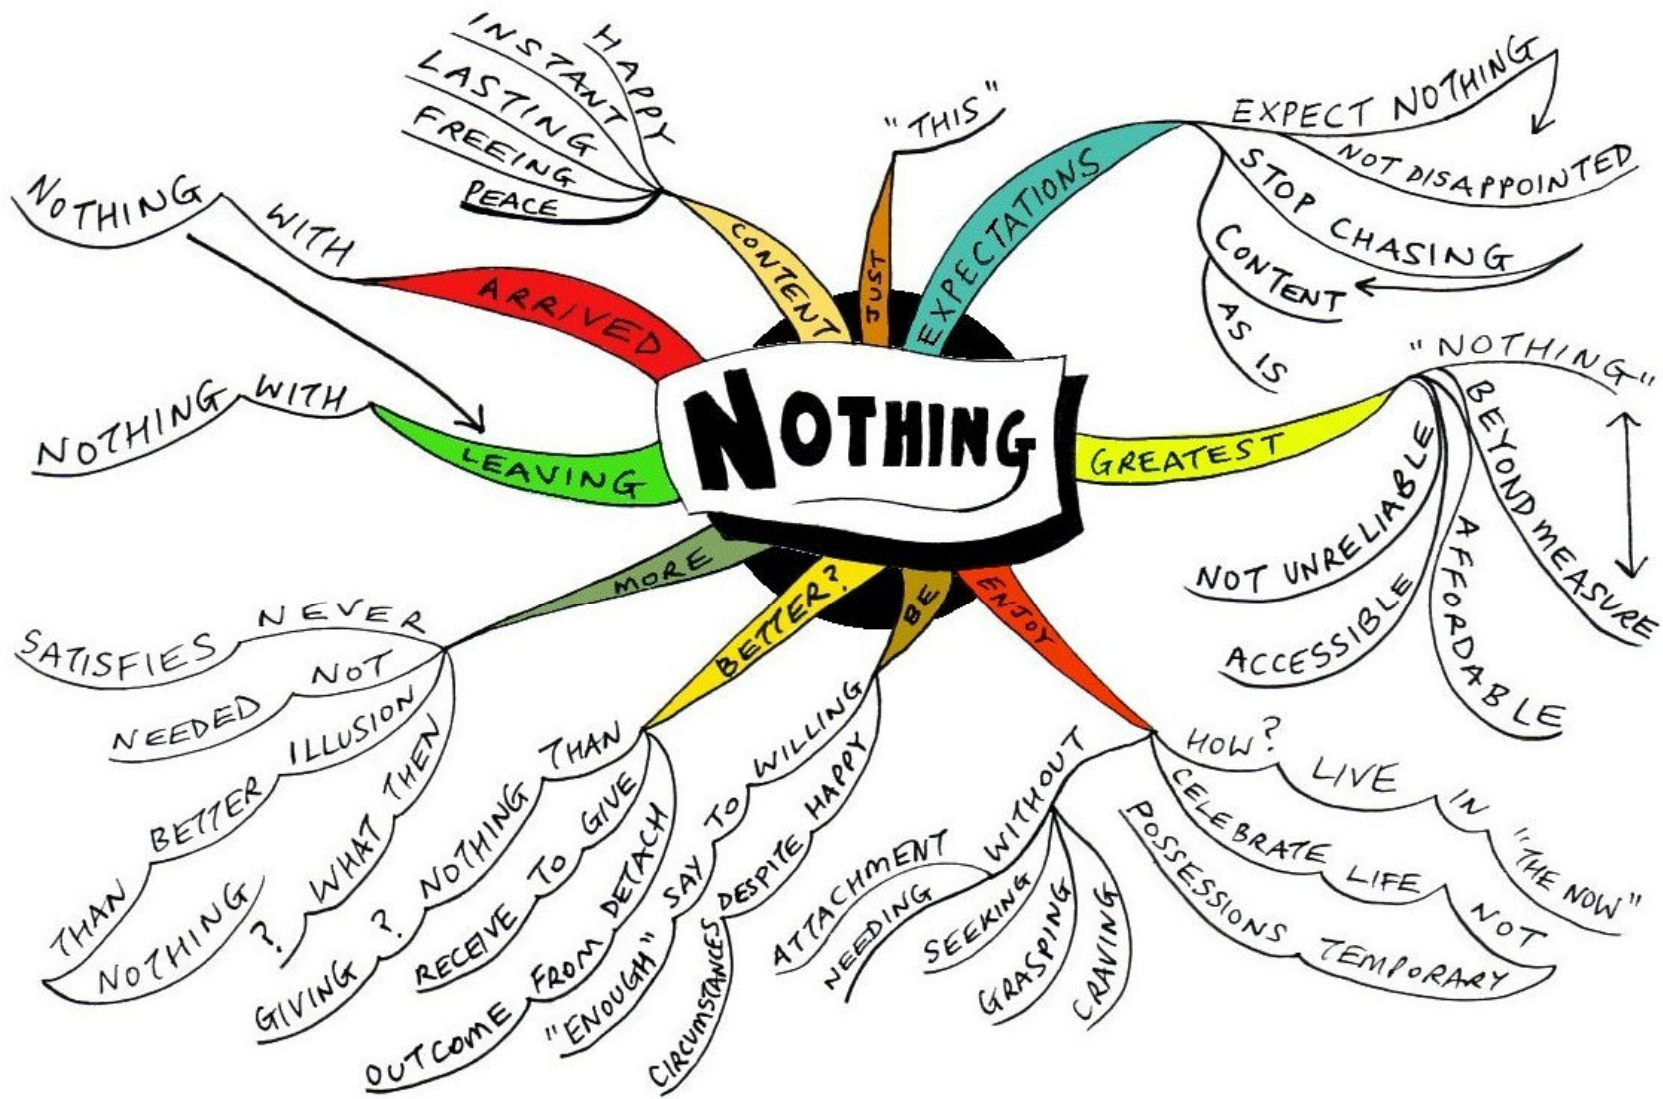 NOTHING
JUST
"THIS"
EXPECTATIONS
EXPECT NOTHING
NOT DISAPPOINTED
STOP CHASING
CONTENT
AS IS
GREATEST
"NOTHING"
BEYOND MEASURE
AFFORDABLE
ACCESSIBLE
NOT UNRELIABLE
ENJOY
HOW? LIVE IN "THE NOW"
CELEBRATE LIFE NOT
POSSESSIONS TEMPORARY
WITHOUT
ATTACHMENT
NEEDING
SEEKING
GRASPING
CRAVING
BE
WILLING TO SAY "ENOUGH"
HAPPY DESPITE CIRCUMSTANCES
BETTER?
THAN NOTHING ? GIVING
GIVE TO RECEIVE
DETACH FROM OUTCOME
MORE
NEVER SATISFIES
NOT NEEDED
ILLUSION BETTER THAN NOTHING
THEN WHAT ?
LEAVING
WITH
NOTHING
ARRIVED
WITH
NOTHING
CONTENT
PEACE
FREEING
LASTING
INSTANT
HAPPY